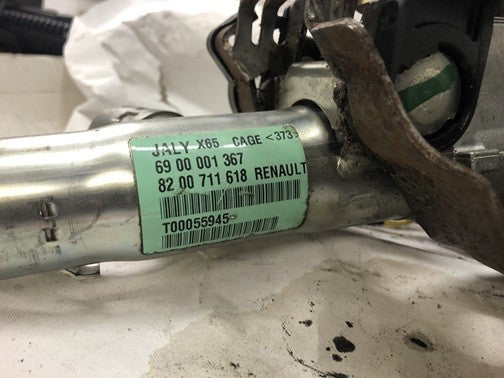 JALY X65 CAGE <373>
69 00 001 367
82 00 711 618 RENAULT
T00055945